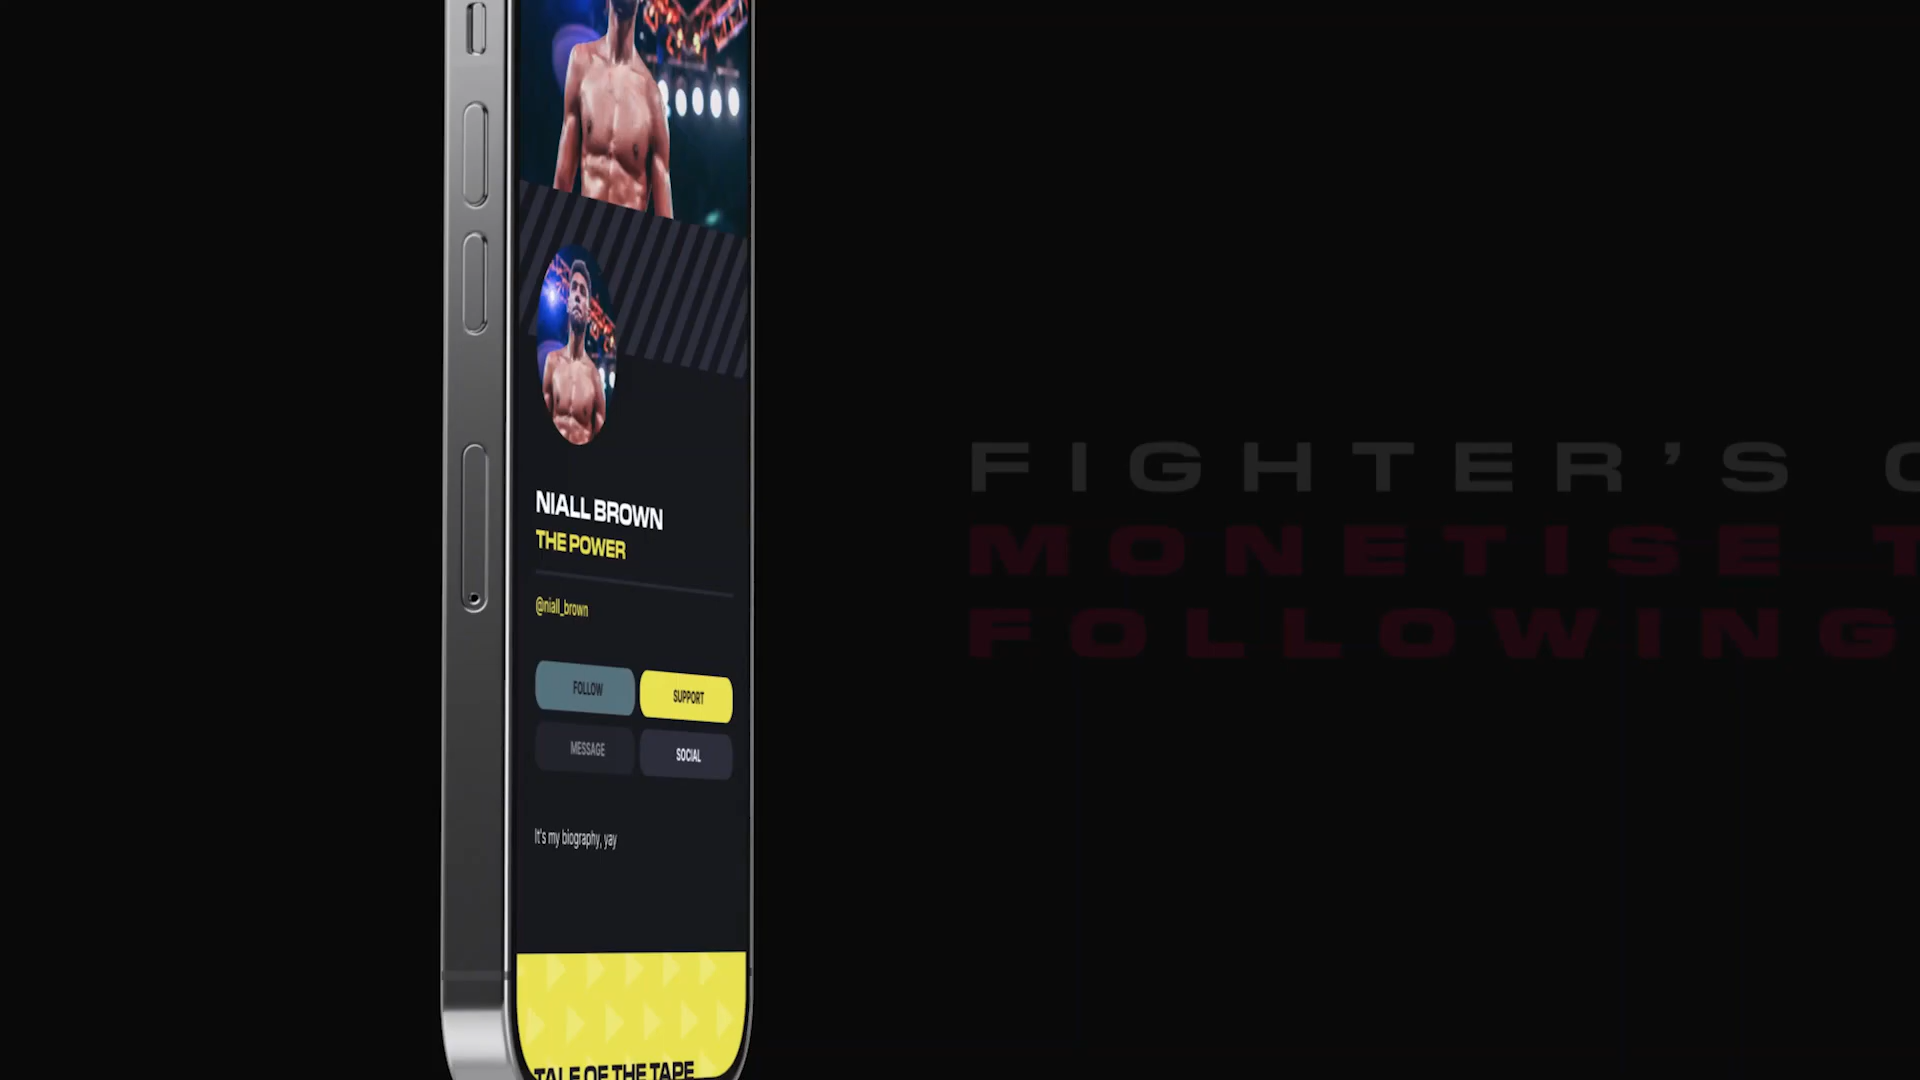 NIALL BROWN
THE POWER
@niall_brown
FOLLOW
SUPPORT
MESSAGE
SOCIAL
It's my biography, yay
TALE OF THE TAPE
FIGHTER'S
MONETISE
FOLLOWING